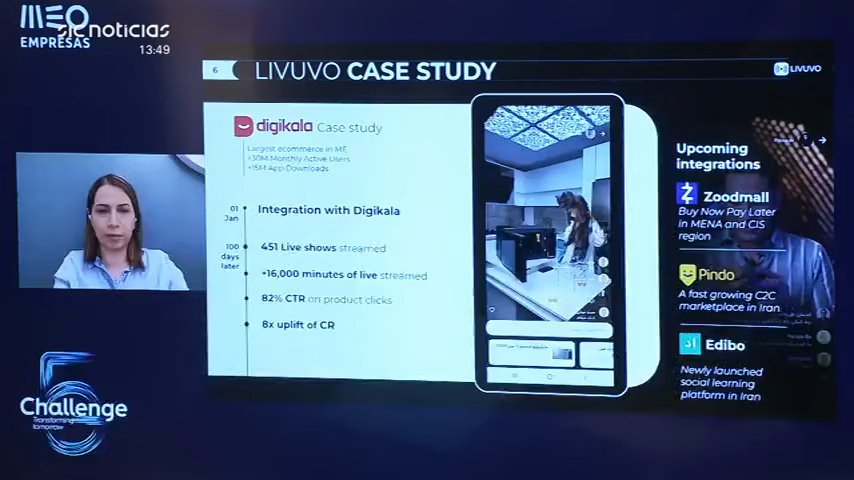 MEO
EMPRESAS
sic noticias
13:49
6
LIVUVO CASE STUDY
LIVUVO
digikala Case study
Largest ecommerce in ME
+30M Monthly Active Users
+15M App Downloads
01
Jan
Integration with Digikala
100
days
later
451 Live shows streamed
+16,000 minutes of live streamed
82% CTR on product clicks
8x uplift of CR
Upcoming
integrations
Zoodmall
Buy Now Pay Later
in MENA and CIS
region
Pindo
A fast growing C2C
marketplace in Iran
Edibo
Newly launched
social learning
platform in Iran
5
Challenge
Transforming
tomorrow